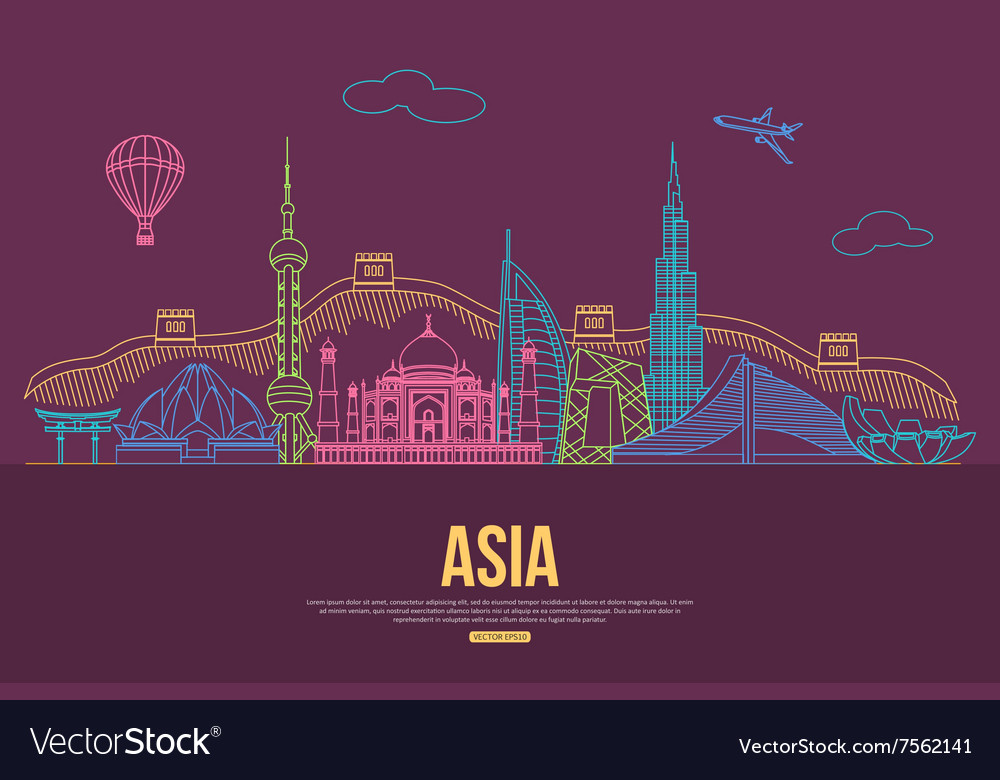 ASIA
Lorem ipsum dolor sit amet, consectetur adipisicing elit, sed do eiusmod tempor incididunt ut labore et dolore magna aliqua. Ut enim
ad minim veniam, quis nostrud exercitation ullamco laboris nisi ut aliquip ex ea commodo consequat. Duis aute irure dolor in
reprehenderit in voluptate velit esse cillum dolore eu fugiat nulla pariatur.
VECTOR EPS10
VectorStock®
VectorStock.com/7562141